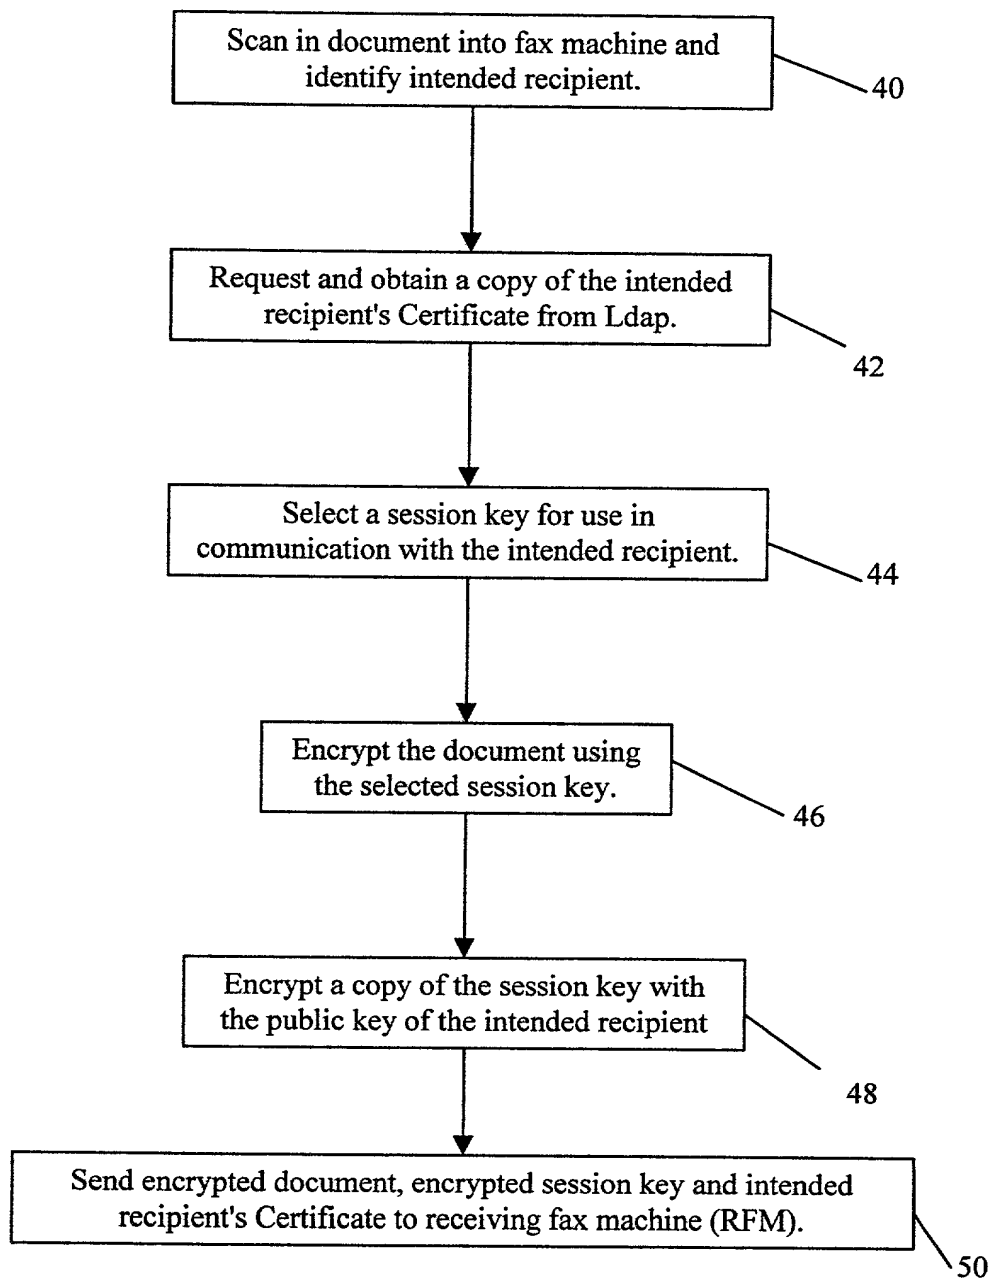 Scan in document into fax machine and
identify intended recipient.
40
Request and obtain a copy of the intended
recipient's Certificate from Ldap.
42
Select a session key for use in
communication with the intended recipient.
44
Encrypt the document using
the selected session key.
46
Encrypt a copy of the session key with
the public key of the intended recipient
48
Send encrypted document, encrypted session key and intended
recipient's Certificate to receiving fax machine (RFM).
50